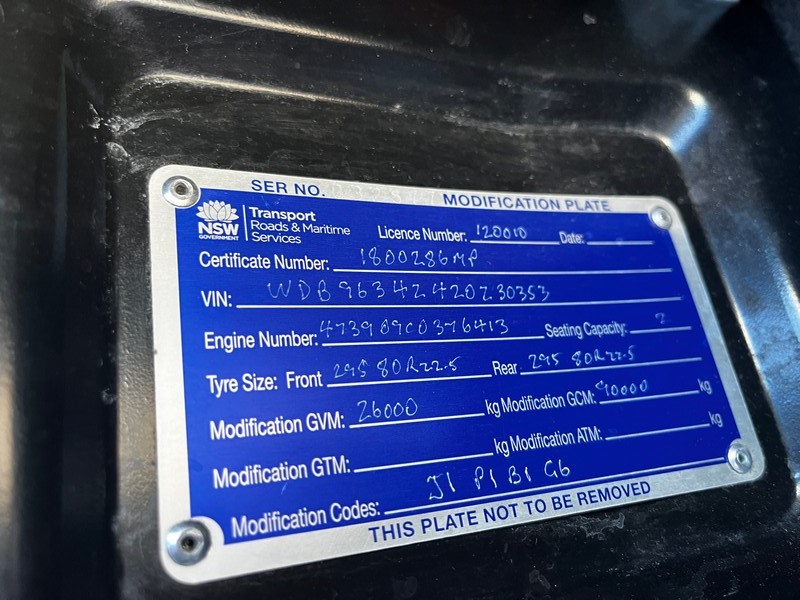 SER NO. MODIFICATION PLATE
NSW GOVERNMENT
Transport
Roads & Maritime
Services
Licence Number: 120010 Date:
Certificate Number: 1800286MP
VIN: WDB96342420230353
Engine Number: 473909C0376413 Seating Capacity: 2
Tyre Size: Front 295 80R22.5 Rear 295 80R22.5
Modification GVM: 26000 kg Modification GCM: 90000 kg
Modification GTM: kg Modification ATM: kg
Modification Codes: J1 P1 B1 G6
THIS PLATE NOT TO BE REMOVED